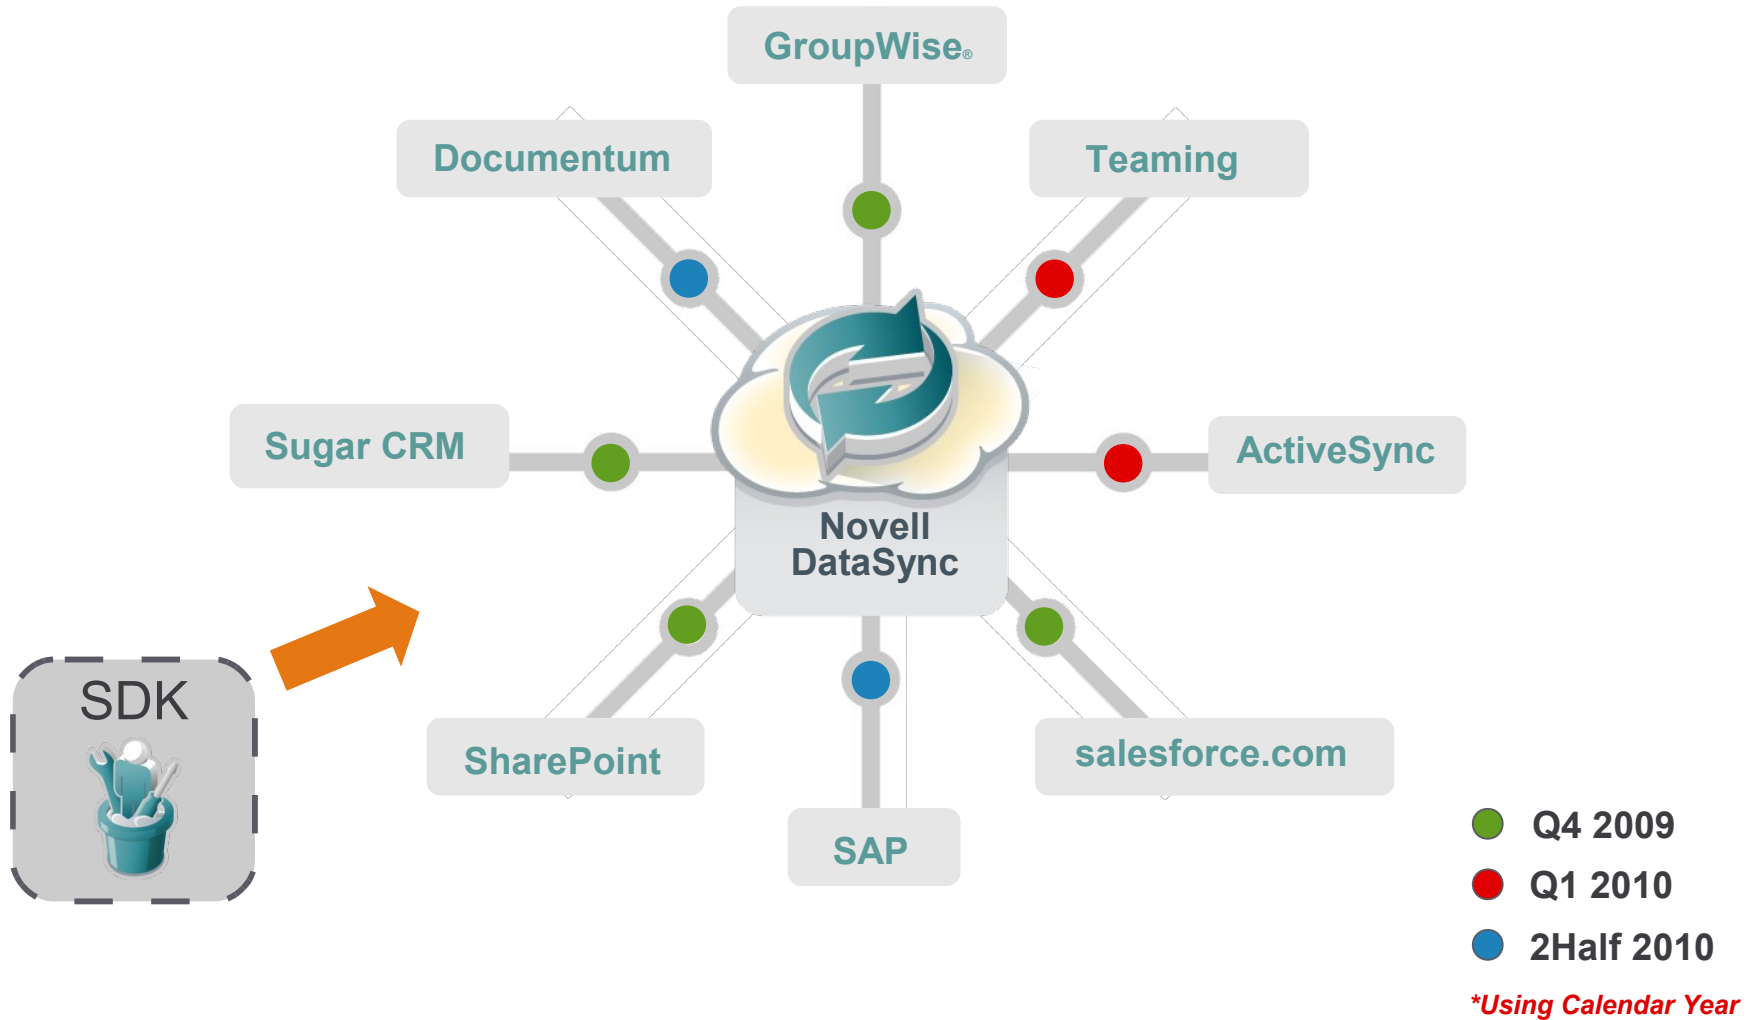 GroupWise®
Documentum
Teaming
Sugar CRM
ActiveSync
Novell
DataSync
SDK
SharePoint
salesforce.com
SAP
Q4 2009
Q1 2010
2Half 2010
*Using Calendar Year